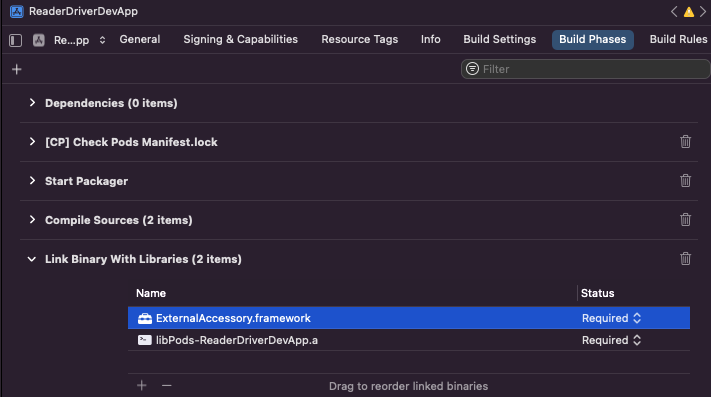 ReaderDriverDevApp
Re...pp General Signing & Capabilities Resource Tags Info Build Settings Build Phases Build Rules
+ Filter
Dependencies (0 items)
[CP] Check Pods Manifest.lock
Start Packager
Compile Sources (2 items)
Link Binary With Libraries (2 items)
Name Status
ExternalAccessory.framework Required
libPods-ReaderDriverDevApp.a Required
+ − Drag to reorder linked binaries